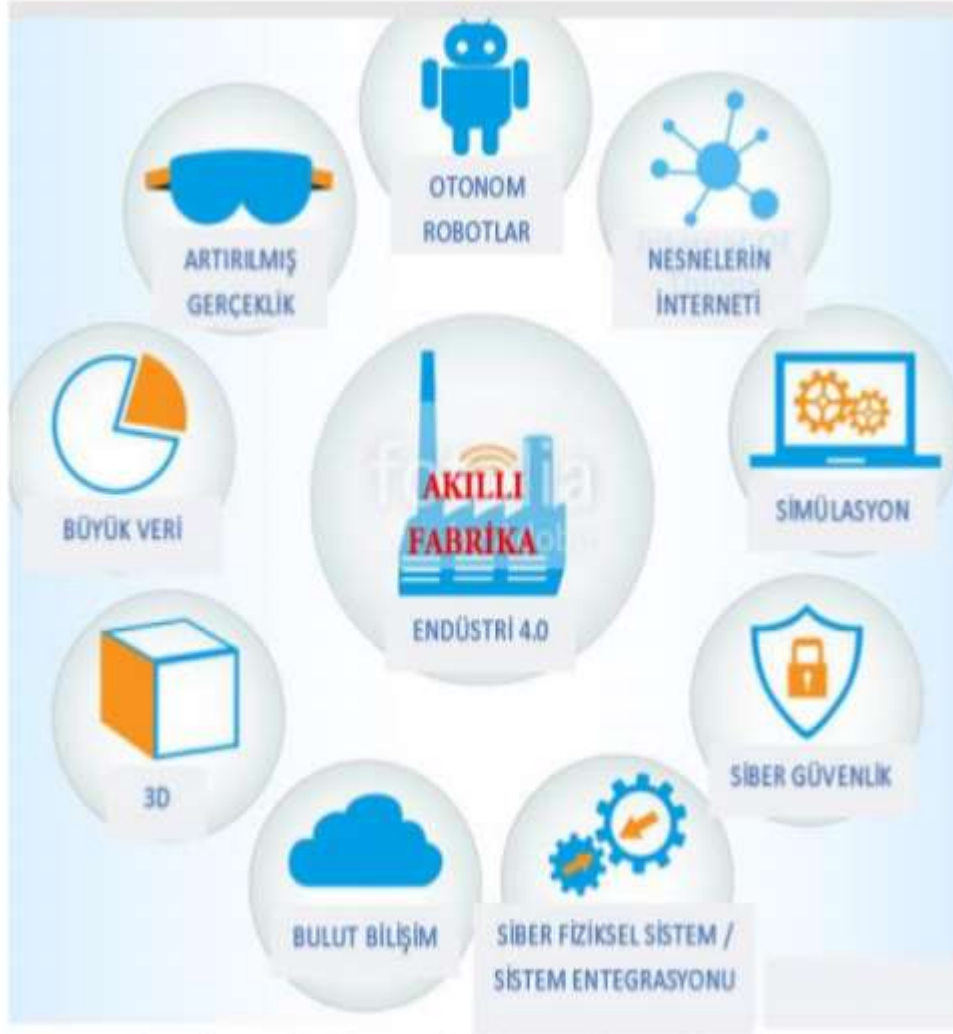 OTONOM
ROBOTLAR
ARTIRILMIŞ
GERÇEKLİK
NESNELERİN
İNTERNETİ
BÜYÜK VERİ
AKILLI
FABRİKA
ENDÜSTRİ 4.0
SİMÜLASYON
3D
SİBER GÜVENLİK
BULUT BİLİŞİM
SİBER FİZİKSEL SİSTEM /
SİSTEM ENTEGRASYONU